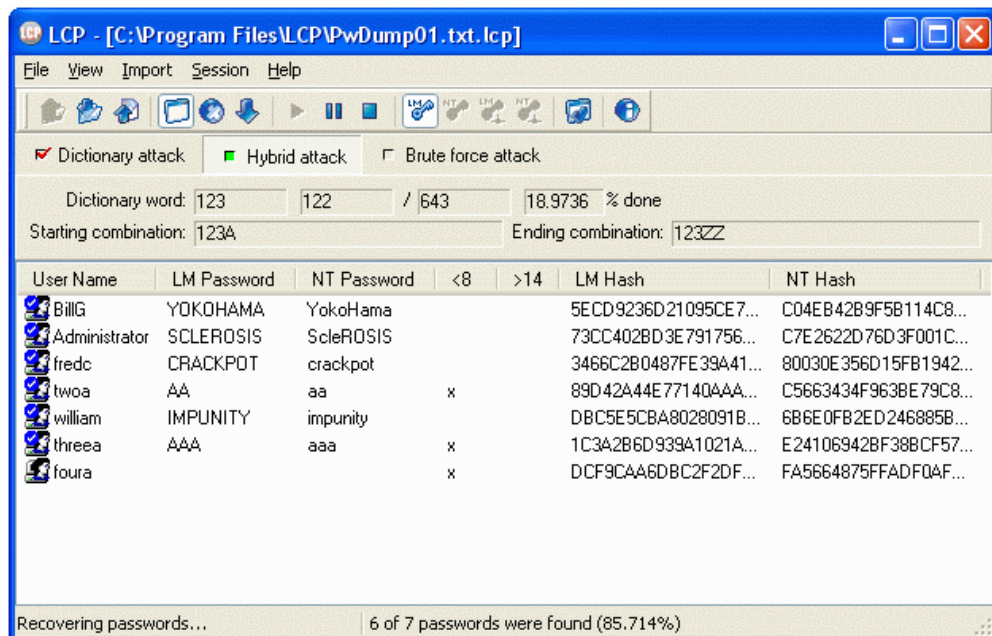 LCP - [C:\Program Files\LCP\PwDump01.txt.lcp]
File View Import Session Help
LM NT LM NT
Dictionary attack Hybrid attack Brute force attack
Dictionary word: 123 122 / 643 18.9736 % done
Starting combination: 123A Ending combination: 123ZZ
User Name LM Password NT Password <8 >14 LM Hash NT Hash
BillG YOKOHAMA YokoHama 5ECD9236D21095CE7... C04EB42B9F5B114C8...
Administrator SCLEROSIS ScleROSIS 73CC402BD3E791756... C7E2622D76D3F001C...
fredc CRACKPOT crackpot 3466C2B0487FE39A41... 80030E356D15FB1942...
twoa AA aa x 89D42A44E77140AAA... C5663434F963BE79C8...
william IMPUNITY impunity DBC5E5CBA8028091B... 6B6E0FB2ED246885B...
threea AAA aaa x 1C3A2B6D939A1021A... E24106942BF38BCF57...
foura x DCF9CAA6DBC2F2DF... FA5664875FFADF0AF...
Recovering passwords... 6 of 7 passwords were found (85.714%)